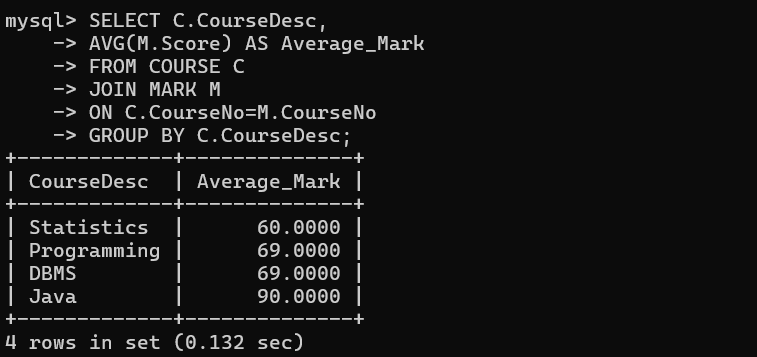 mysql> SELECT C.CourseDesc,
    -> AVG(M.Score) AS Average_Mark
    -> FROM COURSE C
    -> JOIN MARK M
    -> ON C.CourseNo=M.CourseNo
    -> GROUP BY C.CourseDesc;
+-------------+--------------+
| CourseDesc  | Average_Mark |
+-------------+--------------+
| Statistics  |      60.0000 |
| Programming |      69.0000 |
| DBMS        |      69.0000 |
| Java        |      90.0000 |
+-------------+--------------+
4 rows in set (0.132 sec)